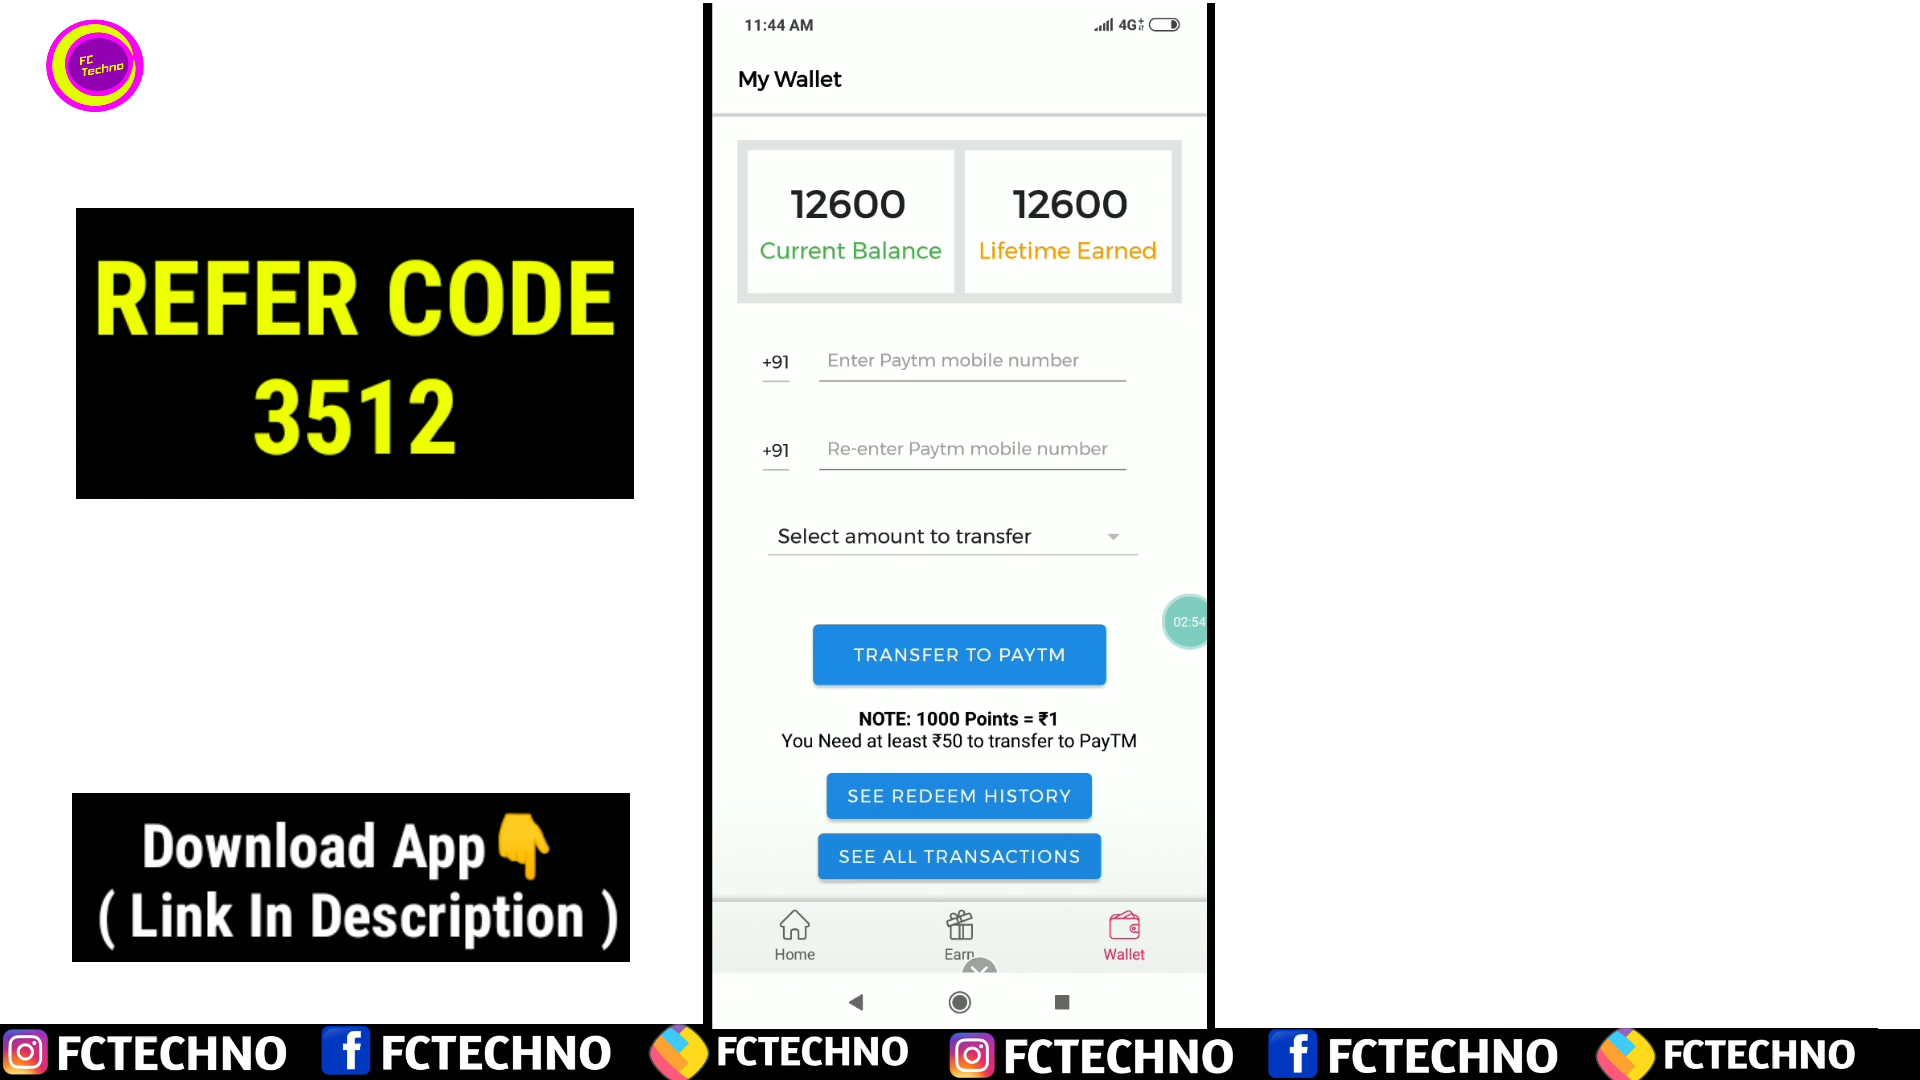 FC
Techno
REFER CODE
3512
Download App👇
( Link In Description )
11:44 AM
4G+
My Wallet
12600
Current Balance
12600
Lifetime Earned
+91 Enter Paytm mobile number
+91 Re-enter Paytm mobile number
Select amount to transfer
02:54
TRANSFER TO PAYTM
NOTE: 1000 Points = ₹1
You Need at least ₹50 to transfer to PayTM
SEE REDEEM HISTORY
SEE ALL TRANSACTIONS
Home Earn Wallet
FCTECHNO FCTECHNO FCTECHNO FCTECHNO FCTECHNO FCTECHNO